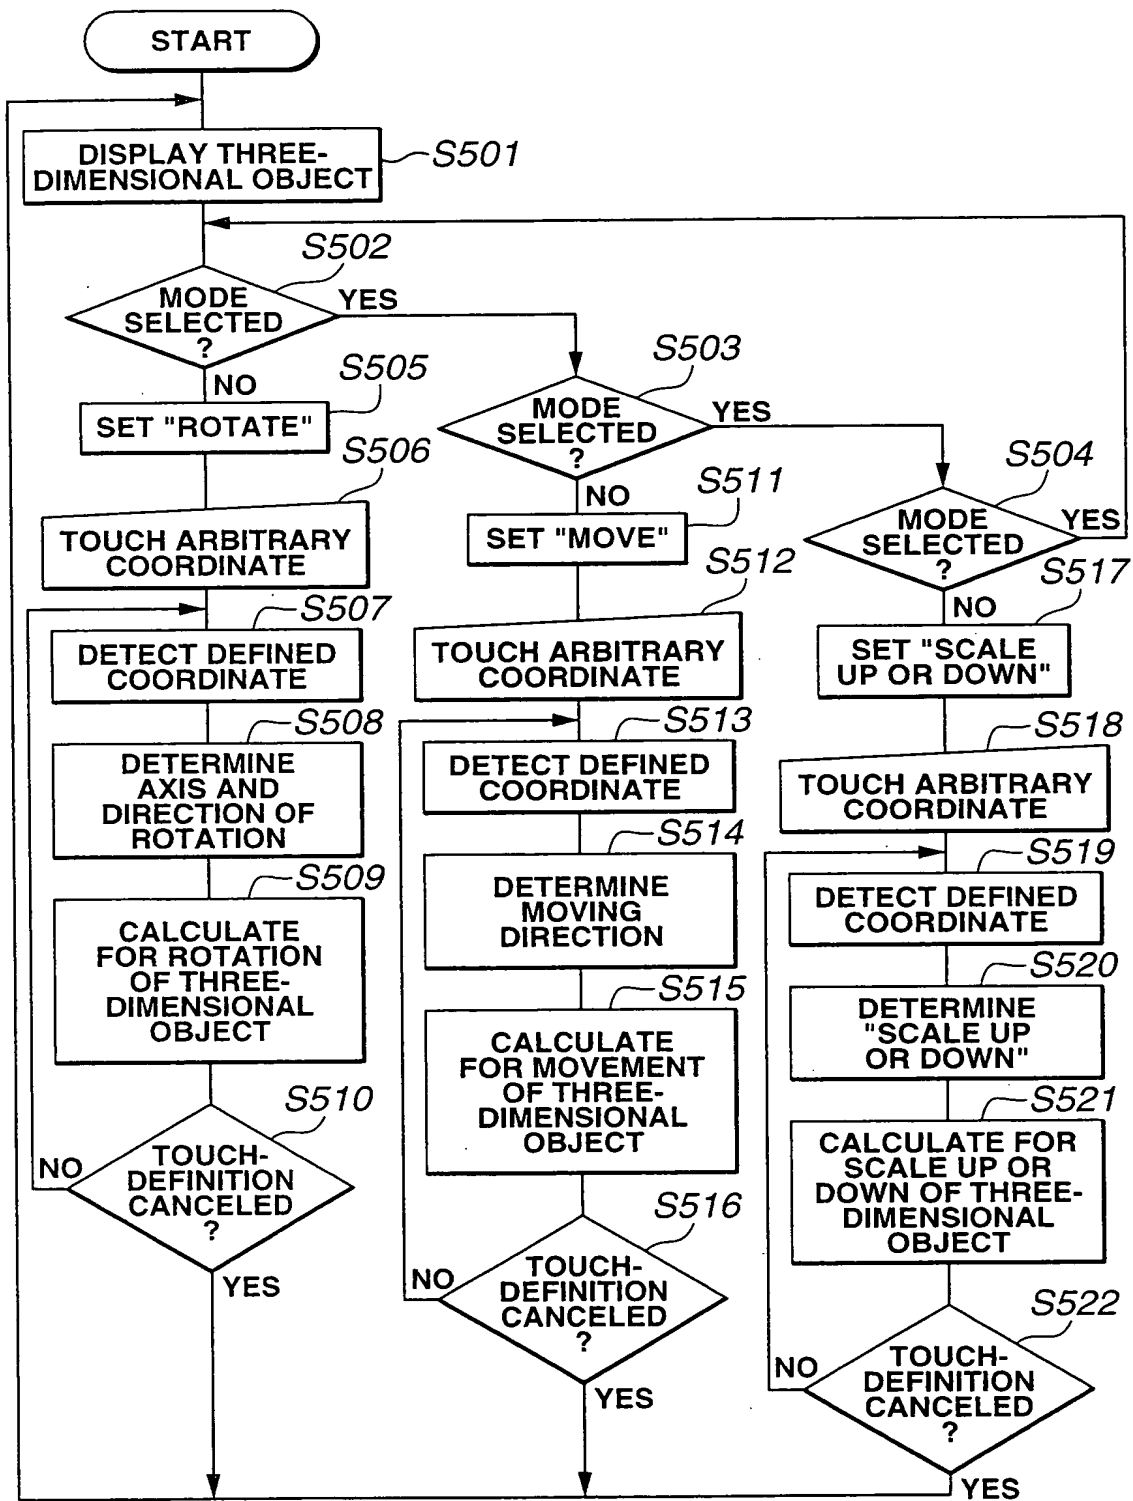 START
DISPLAY THREE-
DIMENSIONAL OBJECT
S501
S502
MODE
SELECTED
?
YES
NO
S503
MODE
SELECTED
?
YES
NO
S504
MODE
SELECTED
?
YES
NO
S505
SET "ROTATE"
S506
TOUCH ARBITRARY
COORDINATE
S507
DETECT DEFINED
COORDINATE
S508
DETERMINE
AXIS AND
DIRECTION OF
ROTATION
S509
CALCULATE
FOR ROTATION
OF THREE-
DIMENSIONAL
OBJECT
S510
TOUCH-
DEFINITION
CANCELED
?
NO
YES
S511
SET "MOVE"
S512
TOUCH ARBITRARY
COORDINATE
S513
DETECT DEFINED
COORDINATE
S514
DETERMINE
MOVING
DIRECTION
S515
CALCULATE
FOR MOVEMENT
OF THREE-
DIMENSIONAL
OBJECT
S516
TOUCH-
DEFINITION
CANCELED
?
NO
YES
S517
SET "SCALE
UP OR DOWN"
S518
TOUCH ARBITRARY
COORDINATE
S519
DETECT DEFINED
COORDINATE
S520
DETERMINE
"SCALE UP
OR DOWN"
S521
CALCULATE FOR
SCALE UP OR
DOWN OF THREE-
DIMENSIONAL
OBJECT
S522
TOUCH-
DEFINITION
CANCELED
?
NO
YES